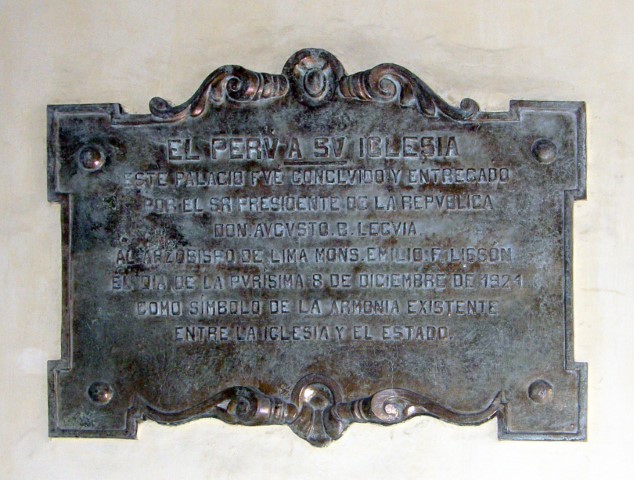 EL PERV A SV IGLESIA
ESTE PALACIO FVE CONCLVIDO Y ENTREGADO
POR EL SR PRESIDENTE DE LA REPVBLICA
DON AVGVSTO B. LEGVIA
AL ARZOBISPO DE LIMA MONS. EMILIO F. LISSON
EL DIA DE LA PVRISIMA 8 DE DICIEMBRE DE 1924
COMO SIMBOLO DE LA ARMONIA EXISTENTE
ENTRE LA IGLESIA Y EL ESTADO.